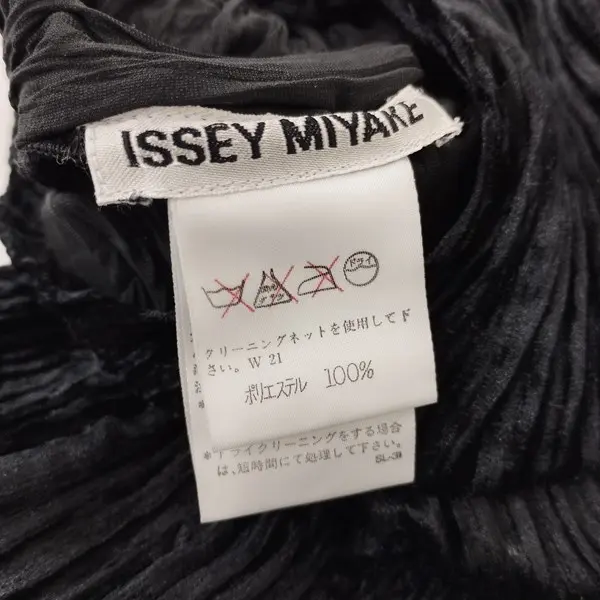 ISSEY MIYAKE
ドライ
クリーニングネットを使用して下
さい。W 21
ポリエステル 100%
*ドライクリーニングをする場合
は、短時間にて処理して下さい。